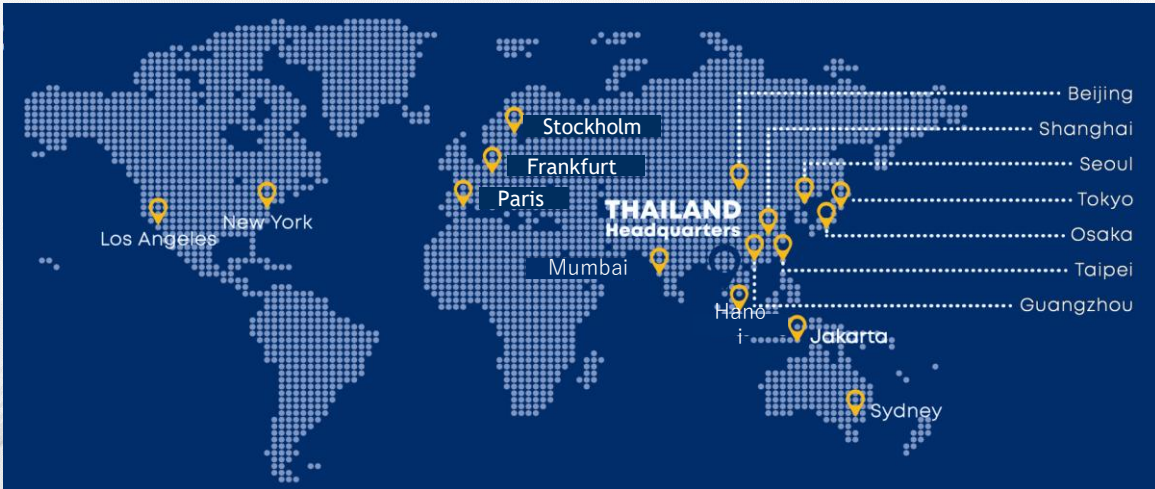 Beijing
Stockholm
Shanghai
Frankfurt
Seoul
Paris
Tokyo
New York
THAILAND
Headquarters
Los Angeles
Osaka
Mumbai
Taipei
Guangzhou
Hano
i
Jakarta
Sydney